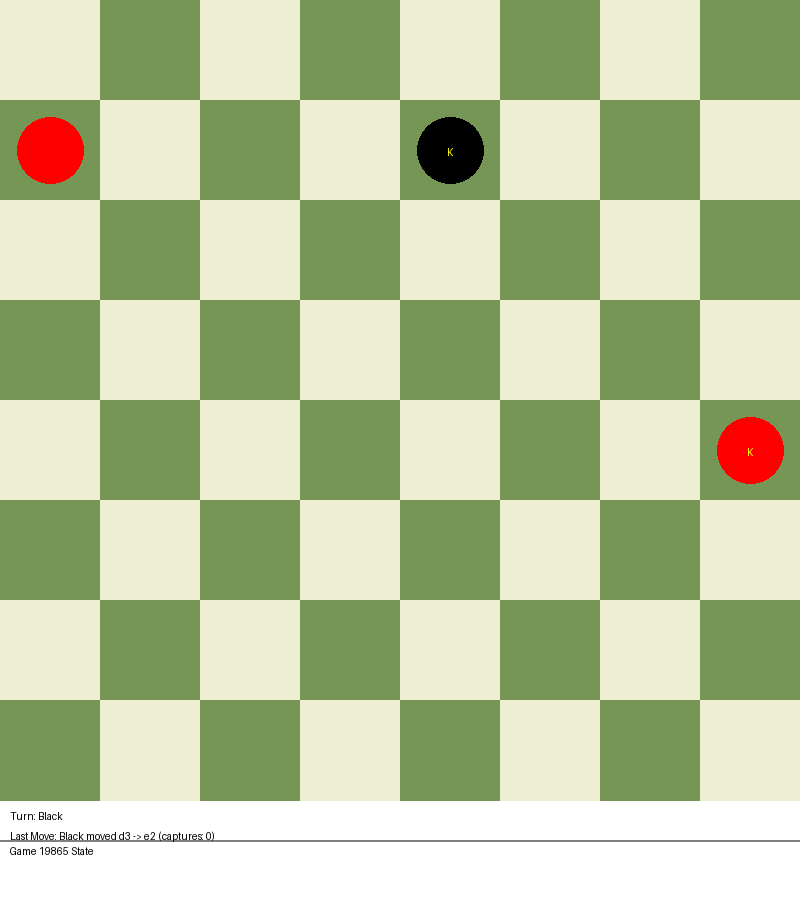 K
K
Turn: Black
Last Move: Black moved d3 -> e2 (captures: 0)
Game 19865 State